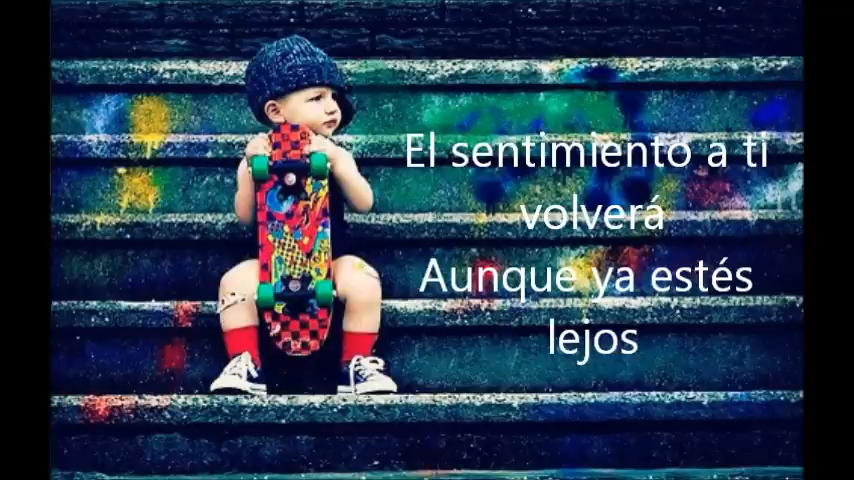 El sentimiento a ti
volverá
Aunque ya estés
lejos